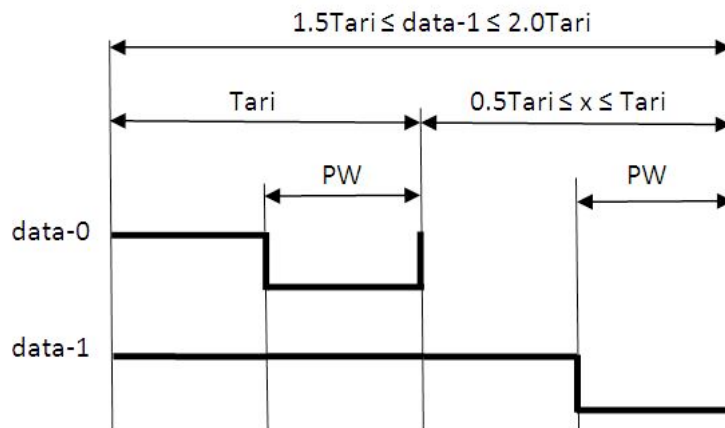 1.5Tari ≤ data-1 ≤ 2.0Tari
Tari
0.5Tari ≤ x ≤ Tari
PW
PW
data-0
data-1